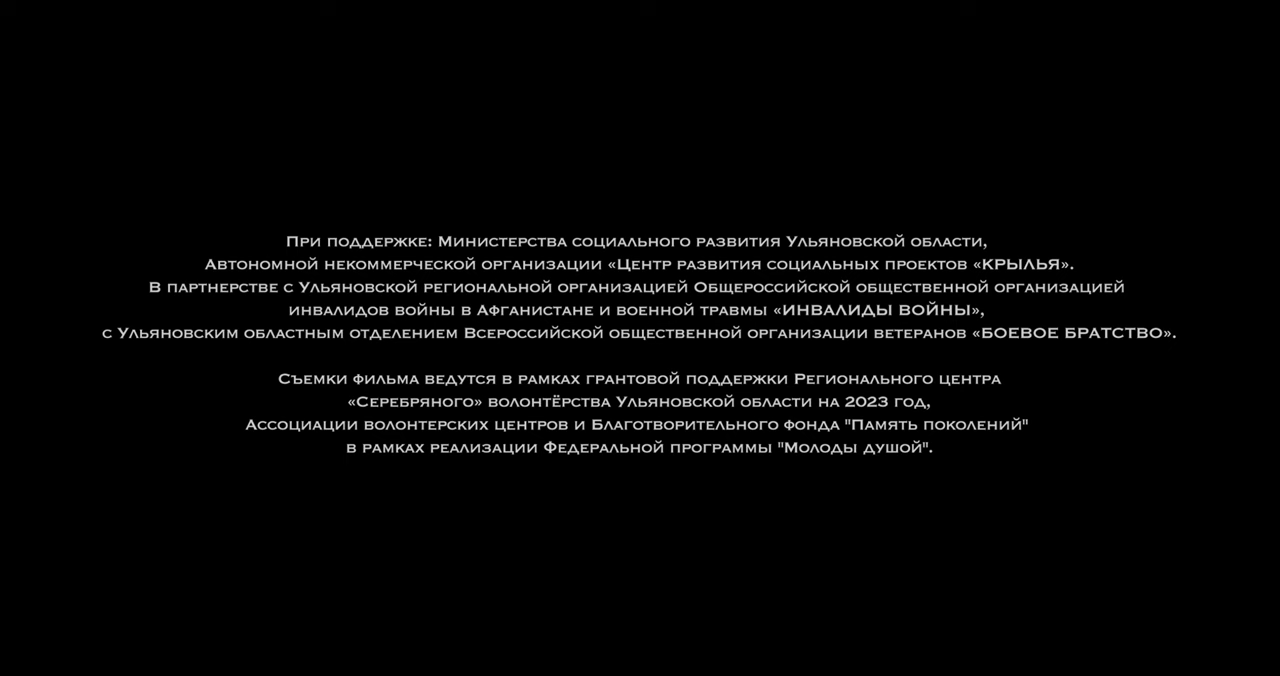 При поддержке: Министерства социального развития Ульяновской области,
Автономной некоммерческой организации «Центр развития социальных проектов «КРЫЛЬЯ».
В партнерстве с Ульяновской региональной организацией Общероссийской общественной организацией
инвалидов войны в Афганистане и военной травмы «ИНВАЛИДЫ ВОЙНЫ»,
с Ульяновским областным отделением Всероссийской общественной организации ветеранов «БОЕВОЕ БРАТСТВО».
Съемки фильма ведутся в рамках грантовой поддержки Регионального центра
«Серебряного» волонтёрства Ульяновской области на 2023 год,
Ассоциации волонтерских центров и Благотворительного фонда "Память поколений"
в рамках реализации Федеральной программы "Молоды душой".